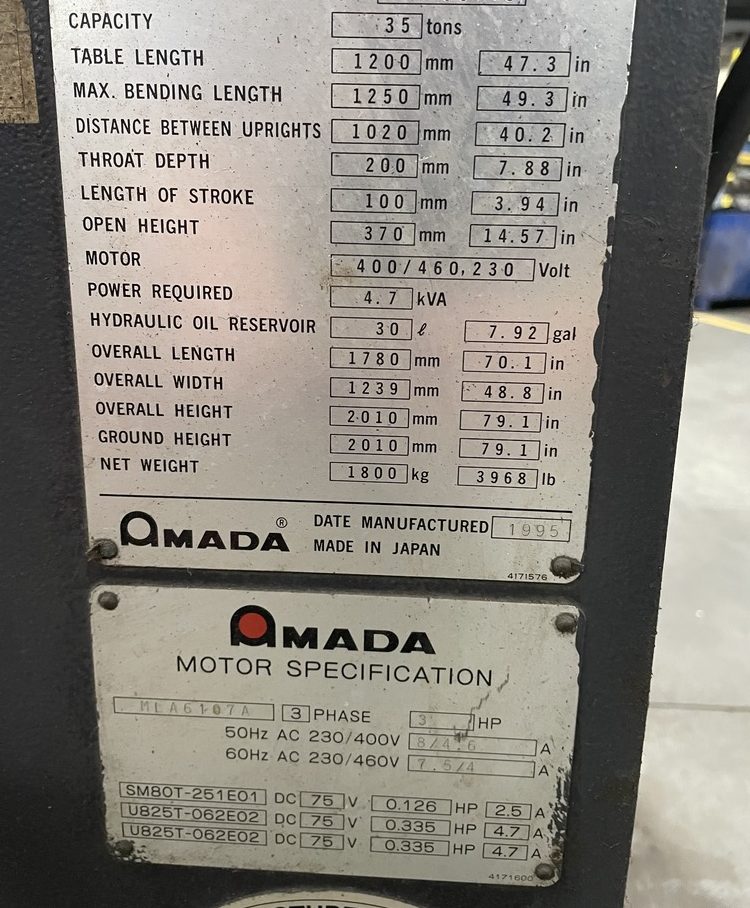 CAPACITY 35 tons
TABLE LENGTH 1200 mm 47.3 in
MAX. BENDING LENGTH 1250 mm 49.3 in
DISTANCE BETWEEN UPRIGHTS 1020 mm 40.2 in
THROAT DEPTH 200 mm 7.88 in
LENGTH OF STROKE 100 mm 3.94 in
OPEN HEIGHT 370 mm 14.57 in
MOTOR 400/460,230 Volt
POWER REQUIRED 4.7 kVA
HYDRAULIC OIL RESERVOIR 30 ℓ 7.92 gal
OVERALL LENGTH 1780 mm 70.1 in
OVERALL WIDTH 1239 mm 48.8 in
OVERALL HEIGHT 2010 mm 79.1 in
GROUND HEIGHT 2010 mm 79.1 in
NET WEIGHT 1800 kg 3968 lb
AMADA ® DATE MANUFACTURED 1995
MADE IN JAPAN
4171576
AMADA
MOTOR SPECIFICATION
MLA6107A 3 PHASE 3 HP
50Hz AC 230/400V 8/4.6 A
60Hz AC 230/460V 7.5/4 A
SM80T-251E01 DC 75 V 0.126 HP 2.5 A
U825T-062E02 DC 75 V 0.335 HP 4.7 A
U825T-062E02 DC 75 V 0.335 HP 4.7 A
4171600